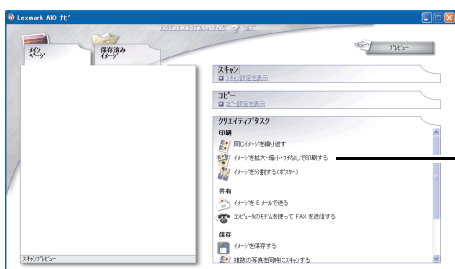 Lexmark AIO ナビ
メイン
ページ
保存済み
イメージ
プレビュー
スキャン
スキャン設定を表示
コピー
コピー設定を表示
クリエイティブタスク
印刷
同じイメージを繰り返す
イメージを拡大・縮小・フチなしで印刷する
イメージを分割する(ポスター)
共有
イメージを E メールで送る
コンピュータのモデムを使って FAX を送信する
保存
イメージを保存する
複数の写真を同時にスキャンする
スキャンプレビュー